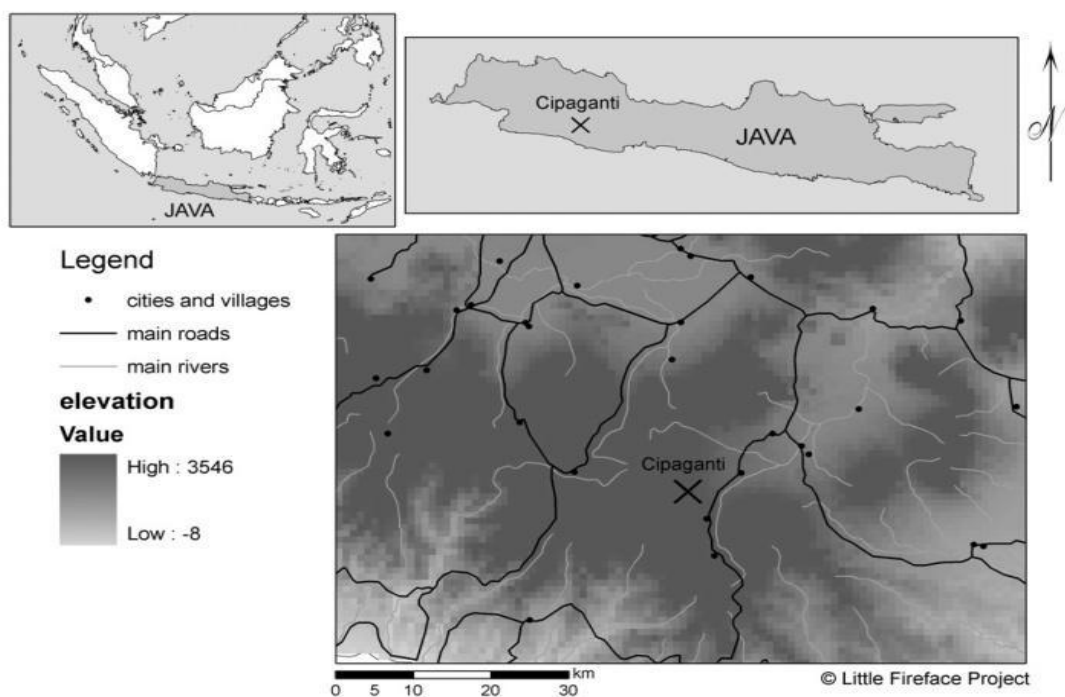 JAVA
Cipaganti
JAVA
N
Legend
cities and villages
main roads
main rivers
elevation
Value
High : 3546
Low : -8
Cipaganti
km
0 5 10 20 30
© Little Fireface Project